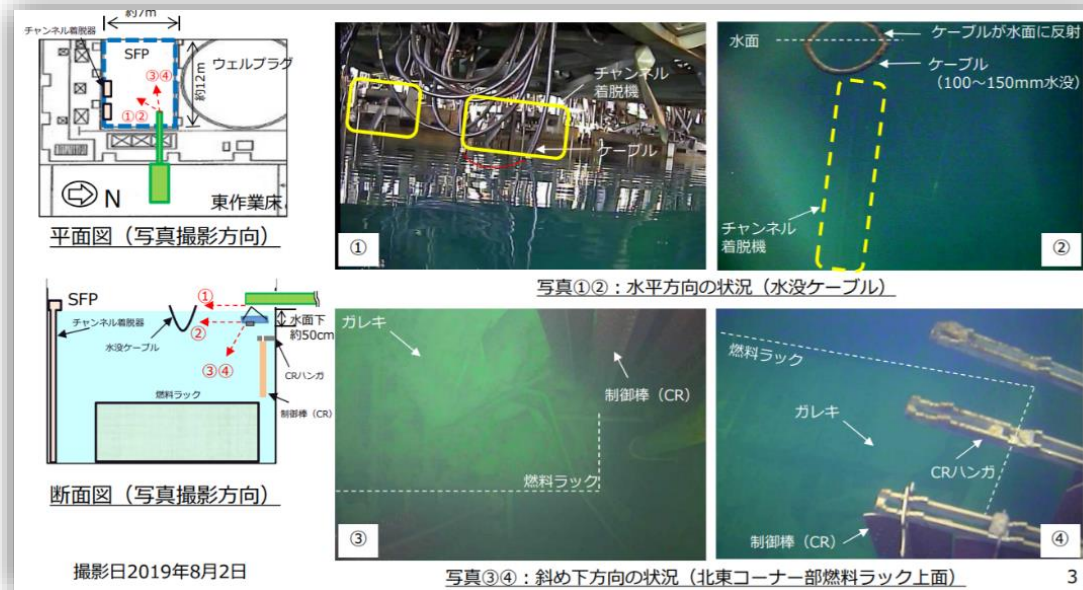 約7m
チャンネル着脱器
SFP
ウェルプラグ
約12m
③④
①②
N
東作業床
平面図（写真撮影方向）
チャンネル
着脱機
ケーブル
①
水面
ケーブルが水面に反射
ケーブル
(100～150mm水没)
チャンネル
着脱機
②
写真①②：水平方向の状況（水没ケーブル）
SFP
①
チャンネル着脱器
②
水面下
約50cm
水没ケーブル
③④
CRハンガ
燃料ラック
制御棒（CR）
断面図（写真撮影方向）
ガレキ
制御棒（CR）
燃料ラック
③
燃料ラック
ガレキ
CRハンガ
制御棒（CR）
④
撮影日2019年8月2日
写真③④：斜め下方向の状況（北東コーナー部燃料ラック上面）
3